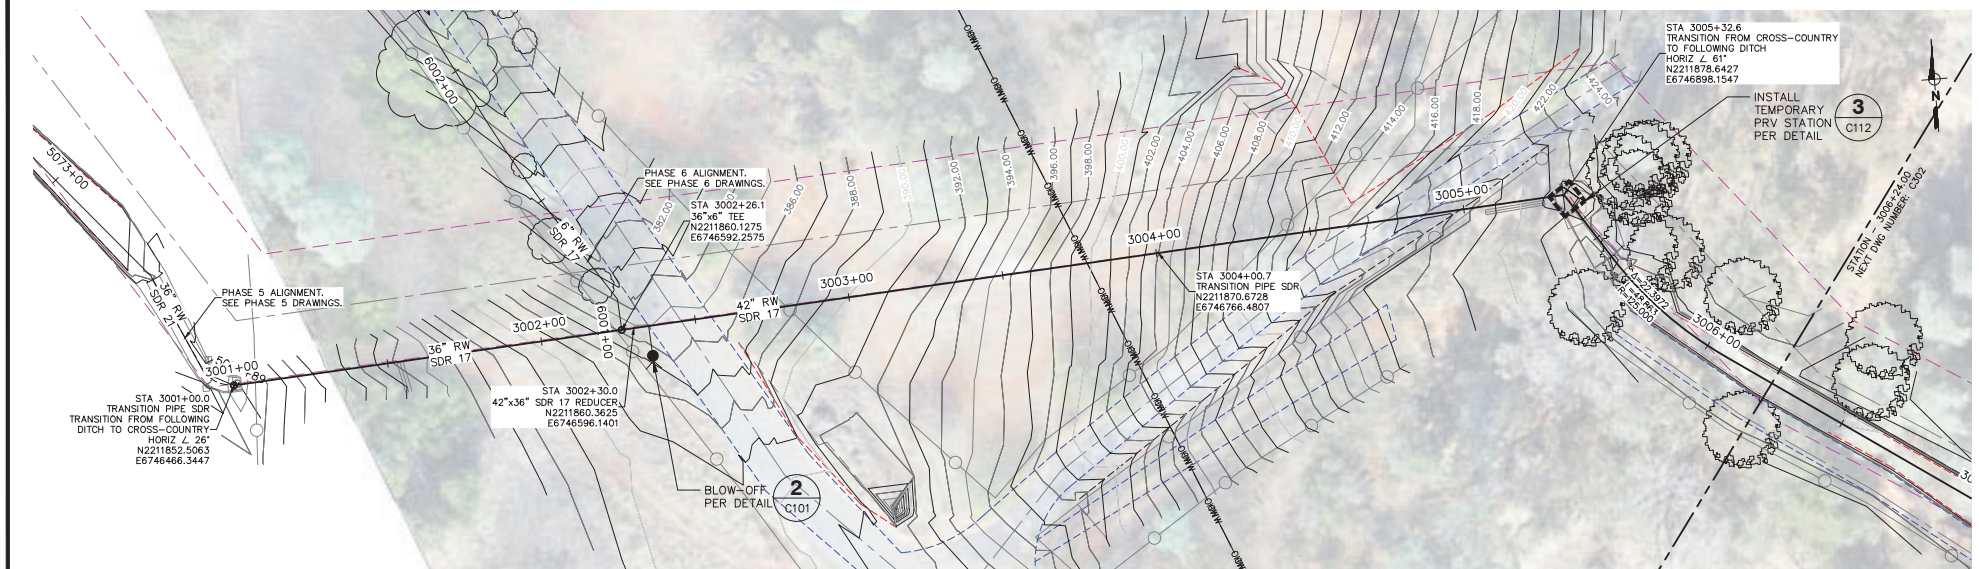 5073+00
36" RW
SDR 21
PHASE 5 ALIGNMENT.
SEE PHASE 5 DRAWINGS.
3001+00
STA 3001+00.0
TRANSITION PIPE SDR
TRANSITION FROM FOLLOWING
DITCH TO CROSS-COUNTRY
HORIZ ∠ 26°
N2211852.5063
E6746466.3447
36" RW
SDR 17
3002+00
6002+00
6" RW
SDR 17
600
+00
PHASE 6 ALIGNMENT.
SEE PHASE 6 DRAWINGS.
STA 3002+26.1
36"x6" TEE
N2211860.1275
E6746592.2575
STA 3002+30.0
42"x36" SDR 17 REDUCER
N2211860.3625
E6746596.1401
BLOW-OFF
PER DETAIL
2
C101
42" RW
SDR 17
3003+00
382.00
386.00
388.00
390.00
392.00
394.00
396.00
398.00
400.00
402.00
404.00
406.00
408.00
410.00
412.00
414.00
416.00
418.00
420.00
422.00
424.00
3004+00
STA 3004+00.7
TRANSITION PIPE SDR
N2211870.6728
E6746766.4807
3005+00
STA 3005+32.6
TRANSITION FROM CROSS-COUNTRY
TO FOLLOWING DITCH
HORIZ ∠ 61°
N2211878.6427
E6746898.1547
INSTALL
TEMPORARY
PRV STATION
PER DETAIL
3
C112
N
R=125.000
3006+00
STATION 3006+24.00
NEXT DWG NUMBER: C302